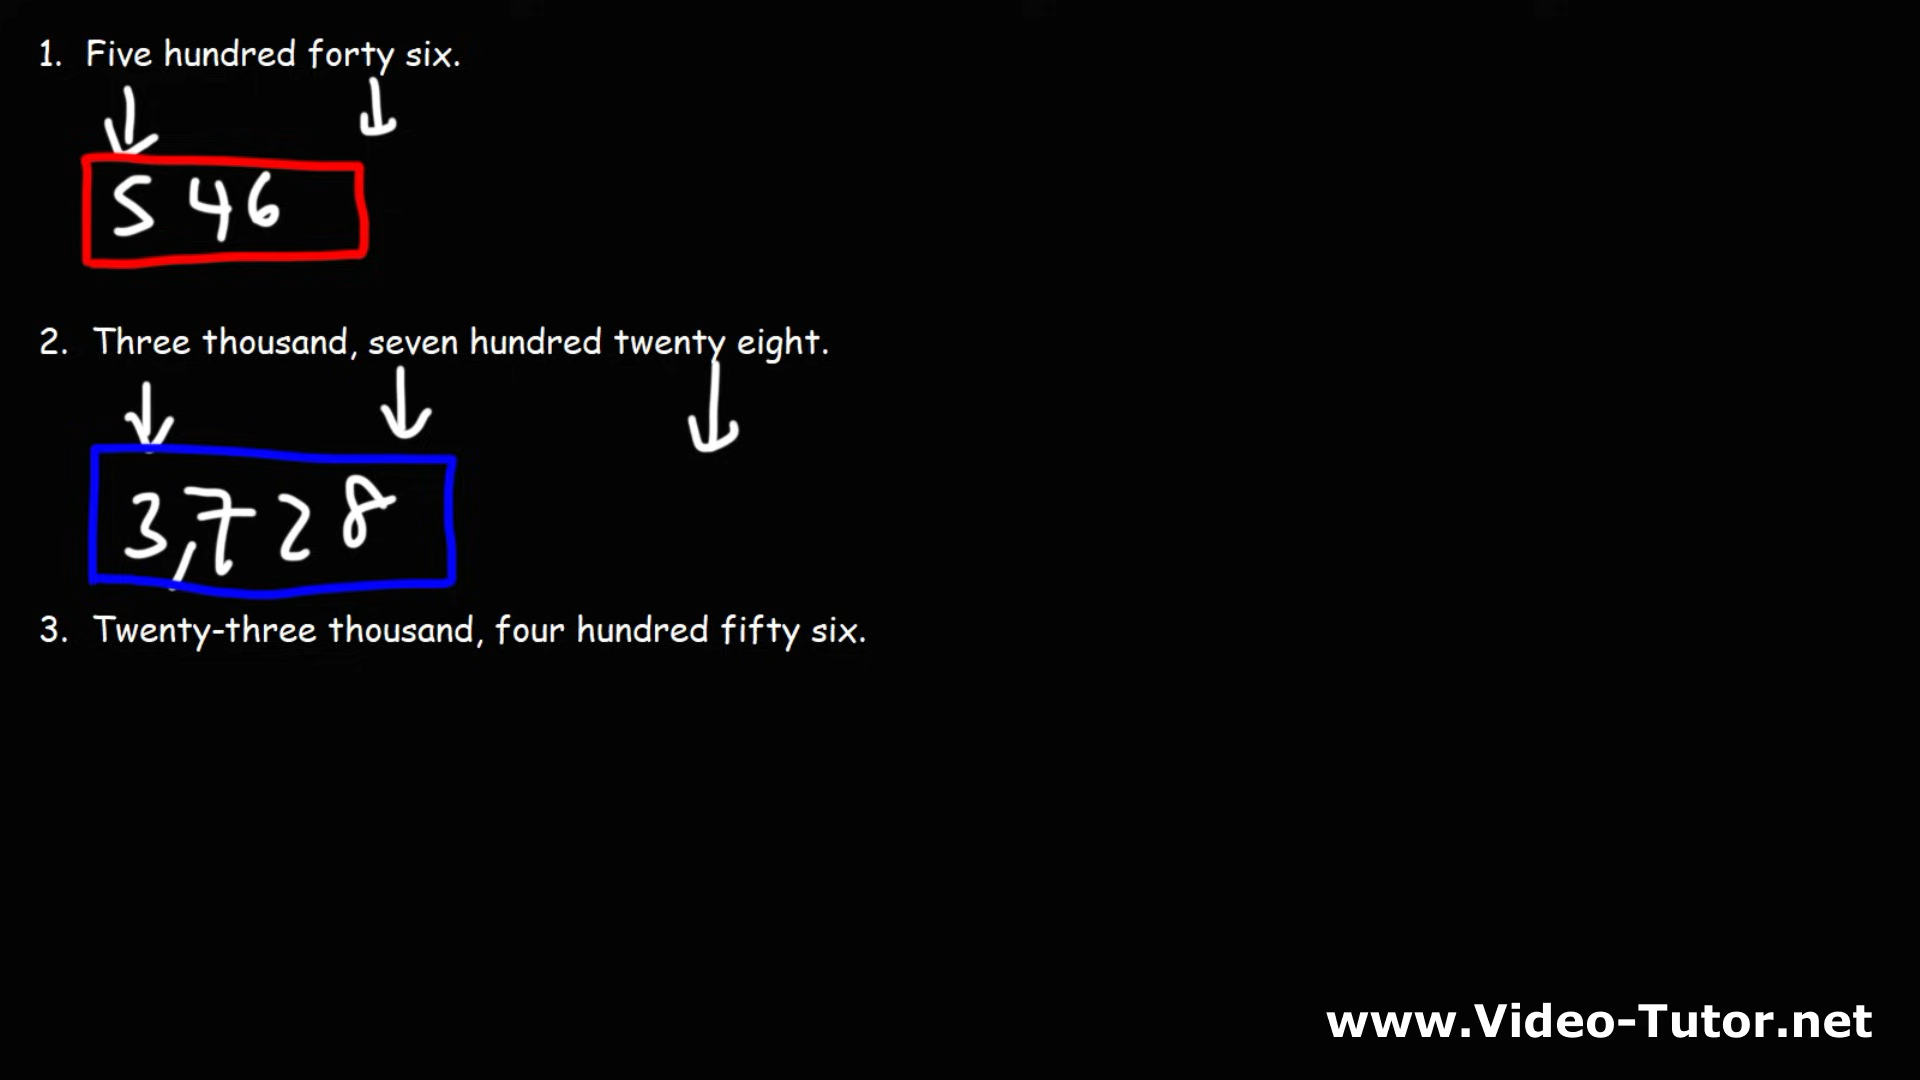 1. Five hundred forty six.
546
2. Three thousand, seven hundred twenty eight.
3,728
3. Twenty-three thousand, four hundred fifty six.
www.Video-Tutor.net